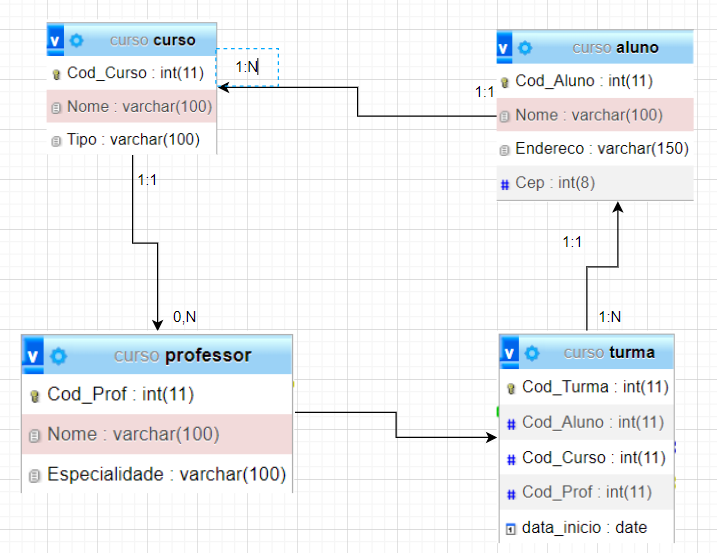 v curso curso
Cod_Curso : int(11)
Nome : varchar(100)
Tipo : varchar(100)
1:N
1:1
v curso aluno
Cod_Aluno : int(11)
Nome : varchar(100)
Endereco : varchar(150)
# Cep : int(8)
1:1
0,N
1:1
1:N
v curso professor
Cod_Prof : int(11)
Nome : varchar(100)
Especialidade : varchar(100)
v curso turma
Cod_Turma : int(11)
# Cod_Aluno : int(11)
# Cod_Curso : int(11)
# Cod_Prof : int(11)
data_inicio : date